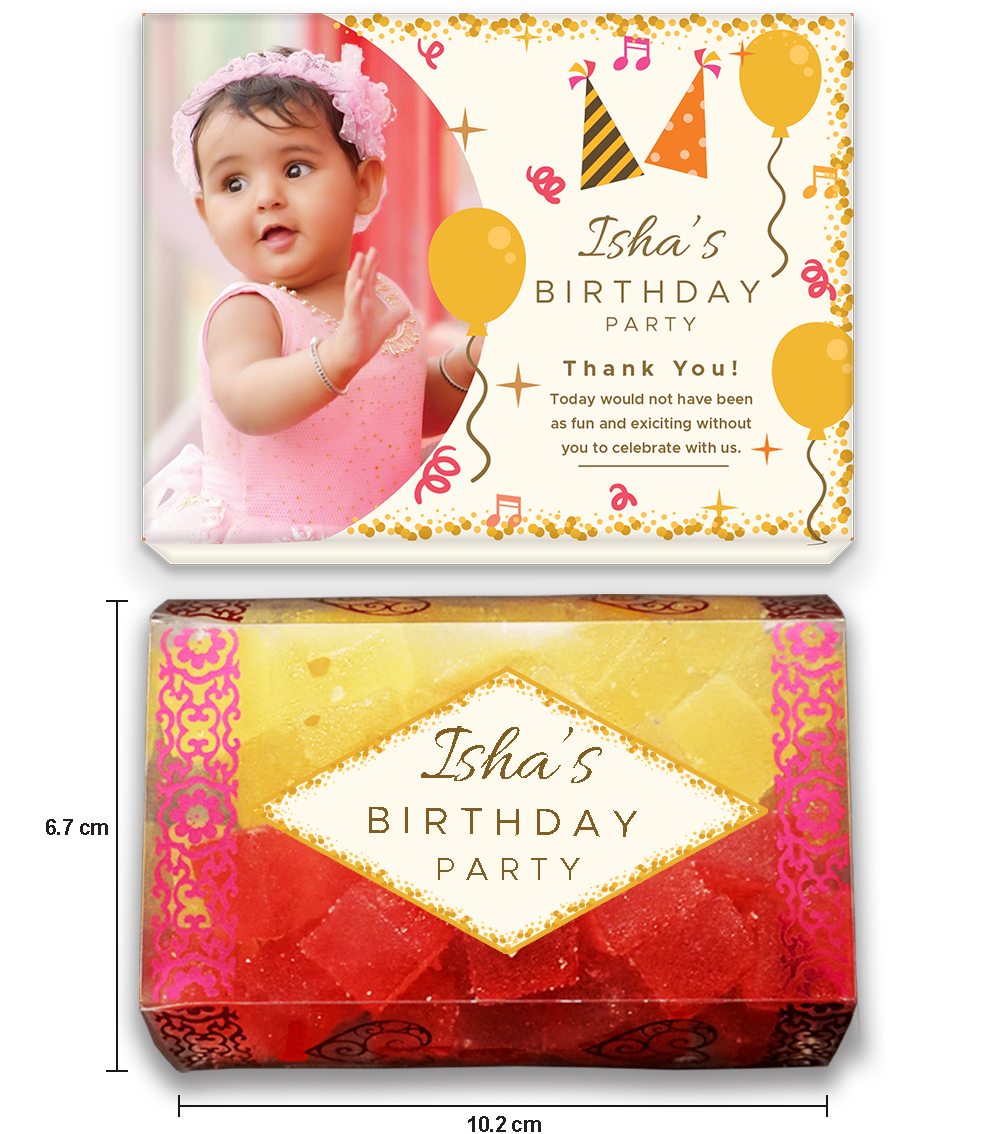 Isha's
BIRTHDAY
PARTY
Thank You!
Today would not have been
as fun and exiciting without
you to celebrate with us.
Isha's
BIRTHDAY
PARTY
6.7 cm
10.2 cm